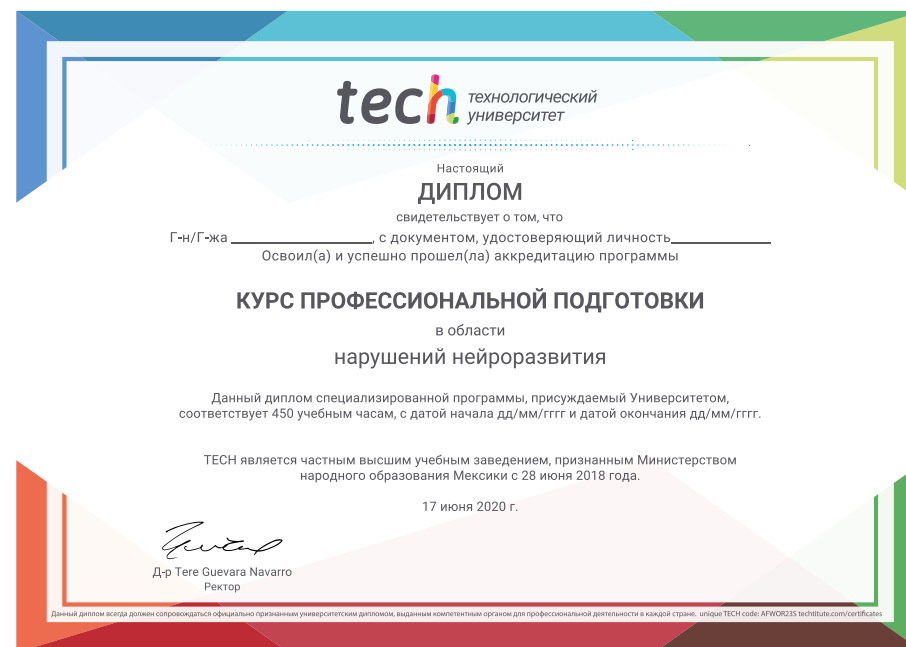 tech технологический
университет
Настоящий
ДИПЛОМ
свидетельствует о том, что
Г-н/Г-жа ____________________, с документом, удостоверяющий личность______________
Освоил(а) и успешно прошел(ла) аккредитацию программы
КУРС ПРОФЕССИОНАЛЬНОЙ ПОДГОТОВКИ
в области
нарушений нейроразвития
Данный диплом специализированной программы, присуждаемый Университетом,
соответствует 450 учебным часам, с датой начала дд/мм/гггг и датой окончания дд/мм/гггг.
TECH является частным высшим учебным заведением, признанным Министерством
народного образования Мексики с 28 июня 2018 года.
17 июня 2020 г.
Д-р Tere Guevara Navarro
Ректор
Данный диплом всегда должен сопровождаться официально признанным университетским дипломом, выданным компетентным органом для профессиональной деятельности в каждой стране. unique TECH code: AFWOR235 techtitute.com/certificates